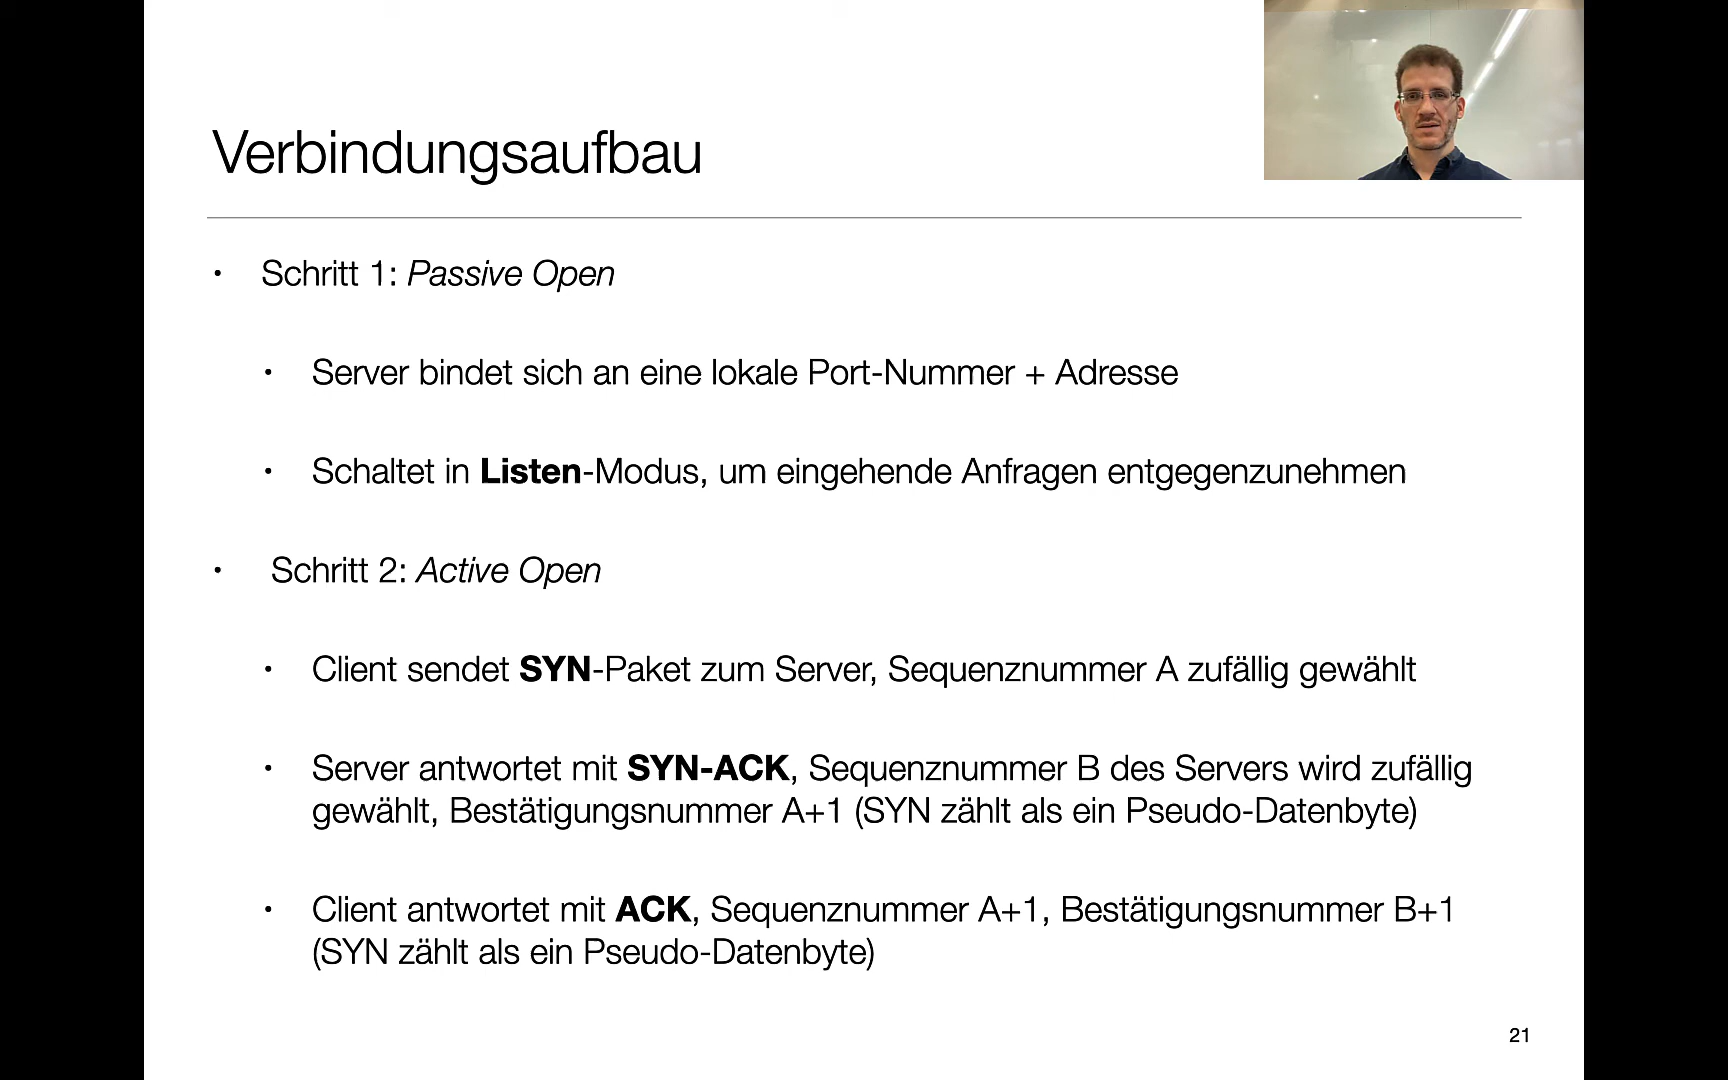 Verbindungsaufbau
• Schritt 1: Passive Open
• Server bindet sich an eine lokale Port-Nummer + Adresse
• Schaltet in Listen-Modus, um eingehende Anfragen entgegenzunehmen
• Schritt 2: Active Open
• Client sendet SYN-Paket zum Server, Sequenznummer A zufällig gewählt
• Server antwortet mit SYN-ACK, Sequenznummer B des Servers wird zufällig
gewählt, Bestätigungsnummer A+1 (SYN zählt als ein Pseudo-Datenbyte)
• Client antwortet mit ACK, Sequenznummer A+1, Bestätigungsnummer B+1
(SYN zählt als ein Pseudo-Datenbyte)
21